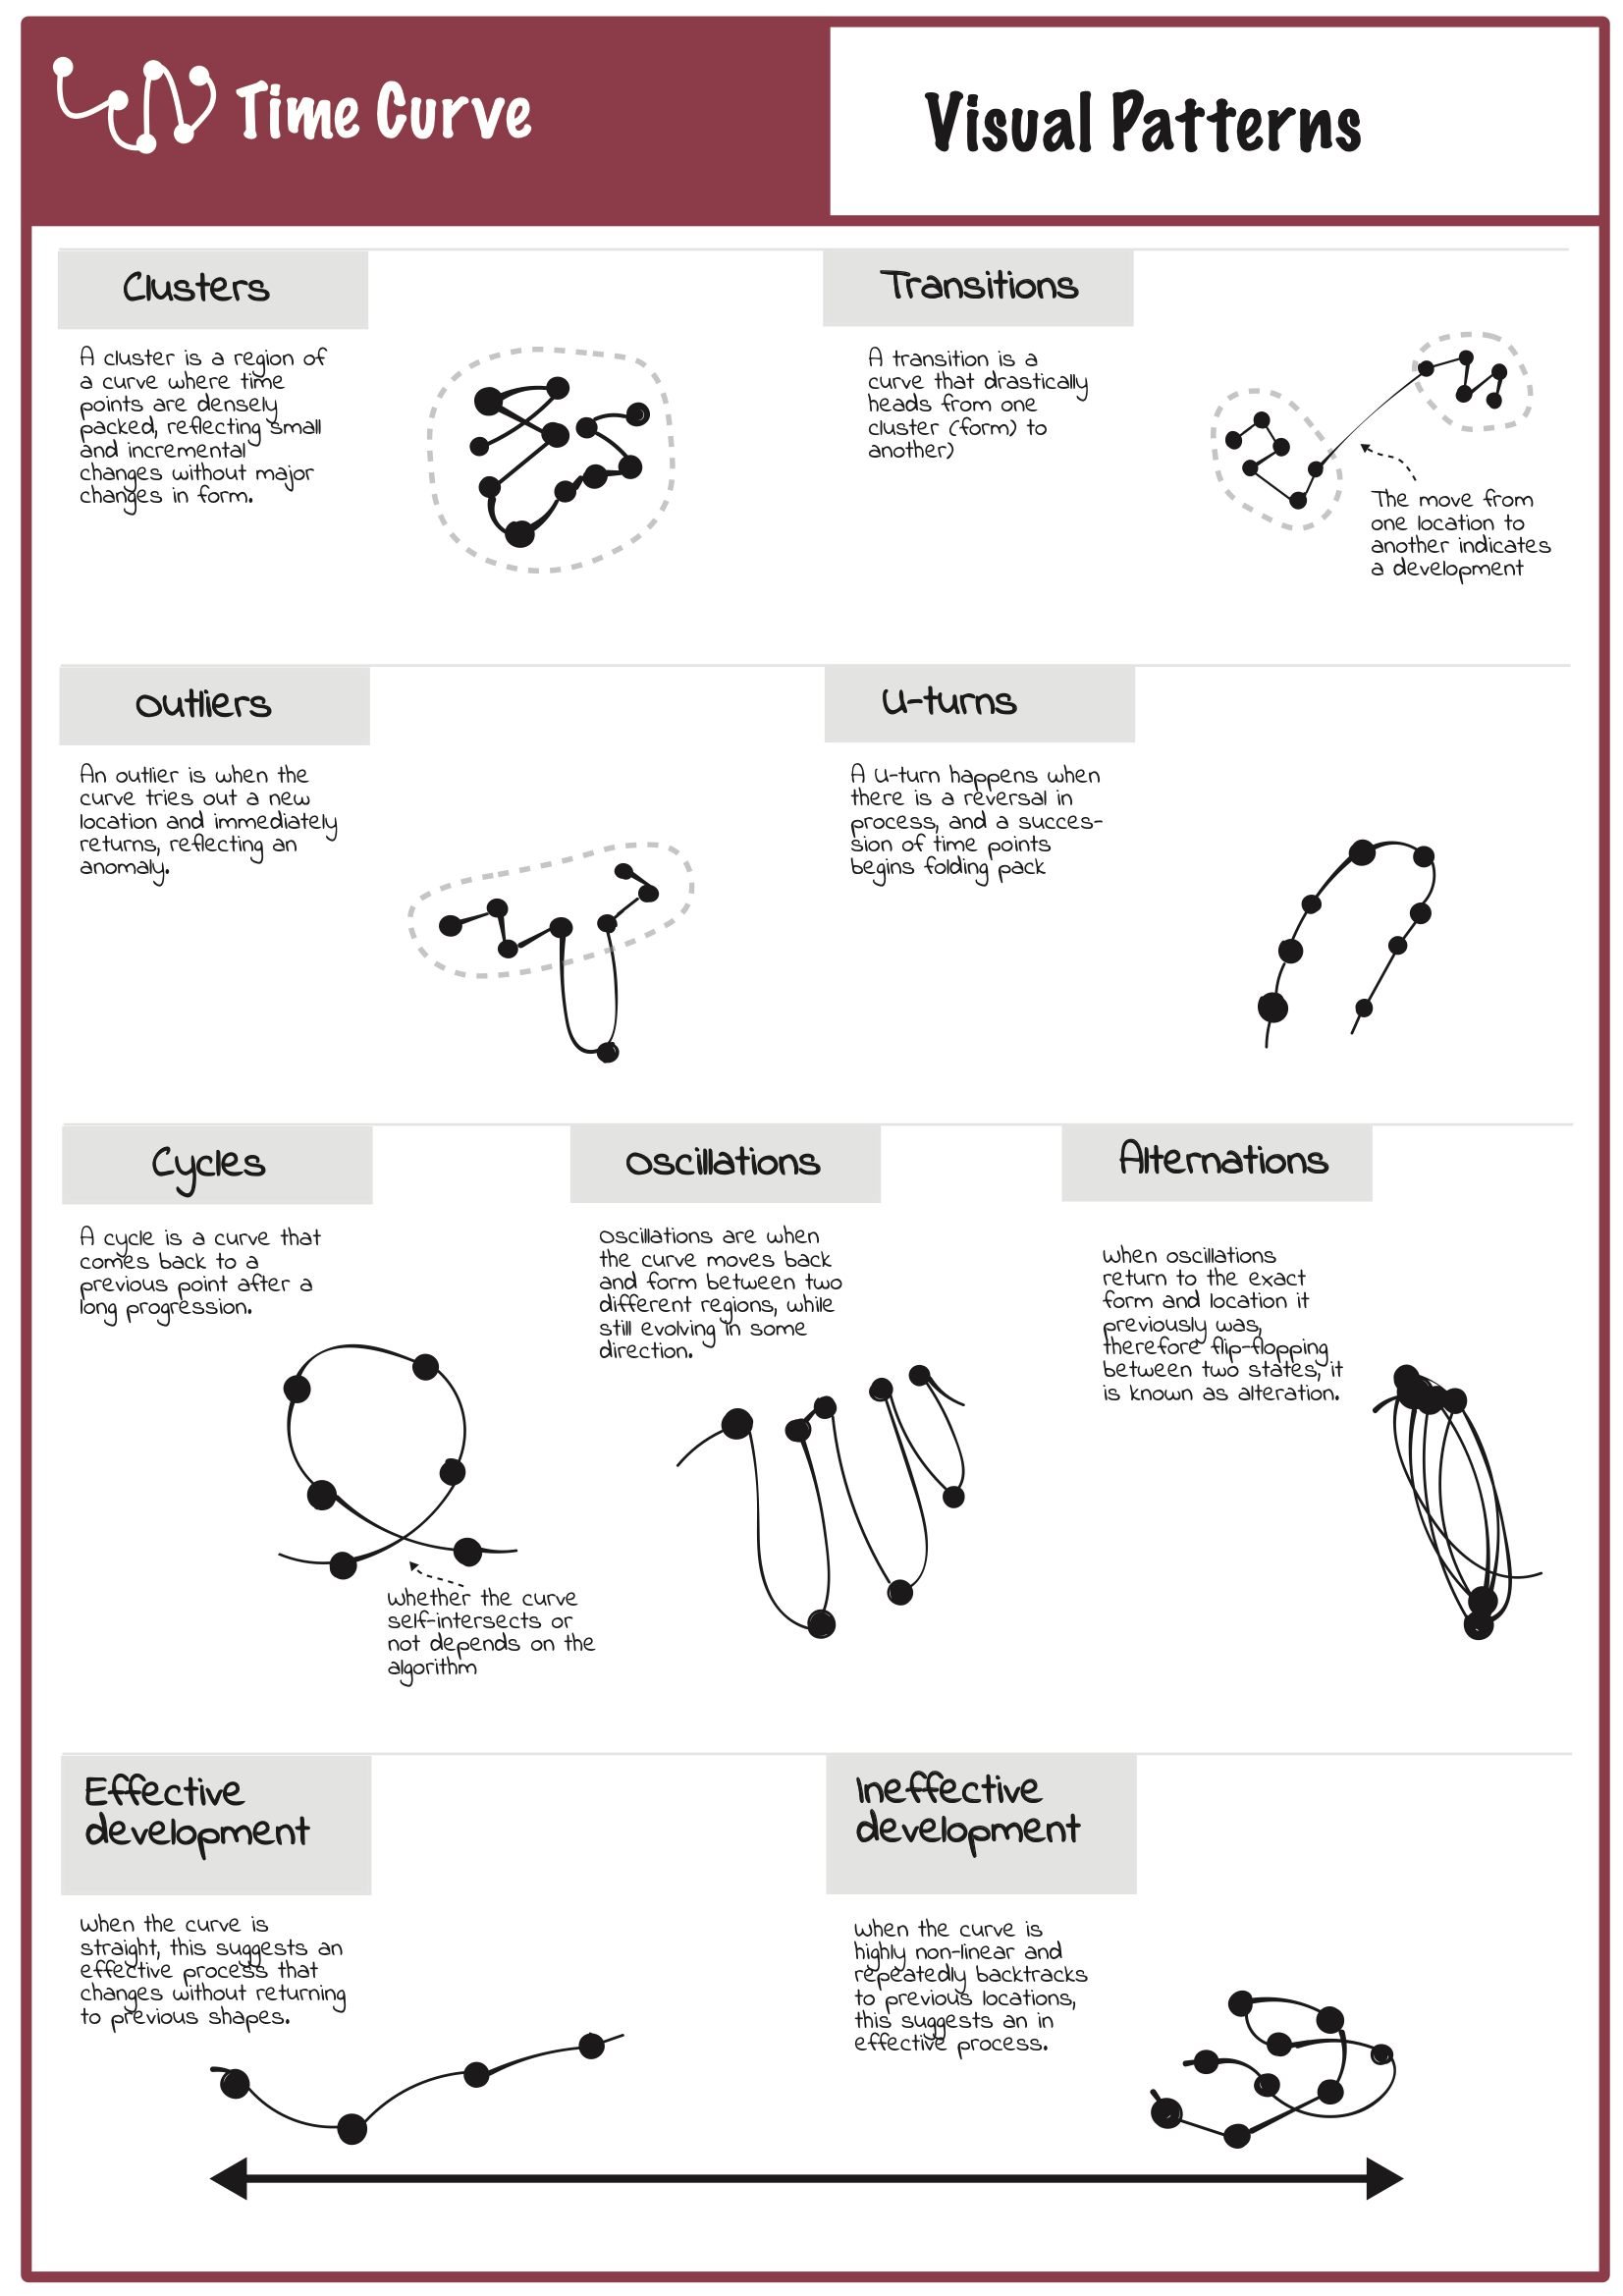 Time Curve
Visual Patterns
Clusters
A cluster is a region of
a curve where time
points are densely
packed, reflecting small
and incremental
changes without major
changes in form.
Transitions
A transition is a
curve that drastically
heads from one
cluster (form) to
another)
The move from
one location to
another indicates
a development
Outliers
An outlier is when the
curve tries out a new
location and immediately
returns, reflecting an
anomaly.
U-turns
A U-turn happens when
there is a reversal in
process, and a succes-
sion of time points
begins folding pack
Cycles
A cycle is a curve that
comes back to a
previous point after a
long progression.
Whether the curve
self-intersects or
not depends on the
algorithm
Oscillations
Oscillations are when
the curve moves back
and form between two
different regions, while
still evolving in some
direction.
Alternations
When oscillations
return to the exact
form and location it
previously was,
therefore flip-flopping
between two states, it
is known as alteration.
Effective
development
When the curve is
straight, this suggests an
effective process that
changes without returning
to previous shapes.
Ineffective
development
When the curve is
highly non-linear and
repeatedly backtracks
to previous locations,
this suggests an in
effective process.